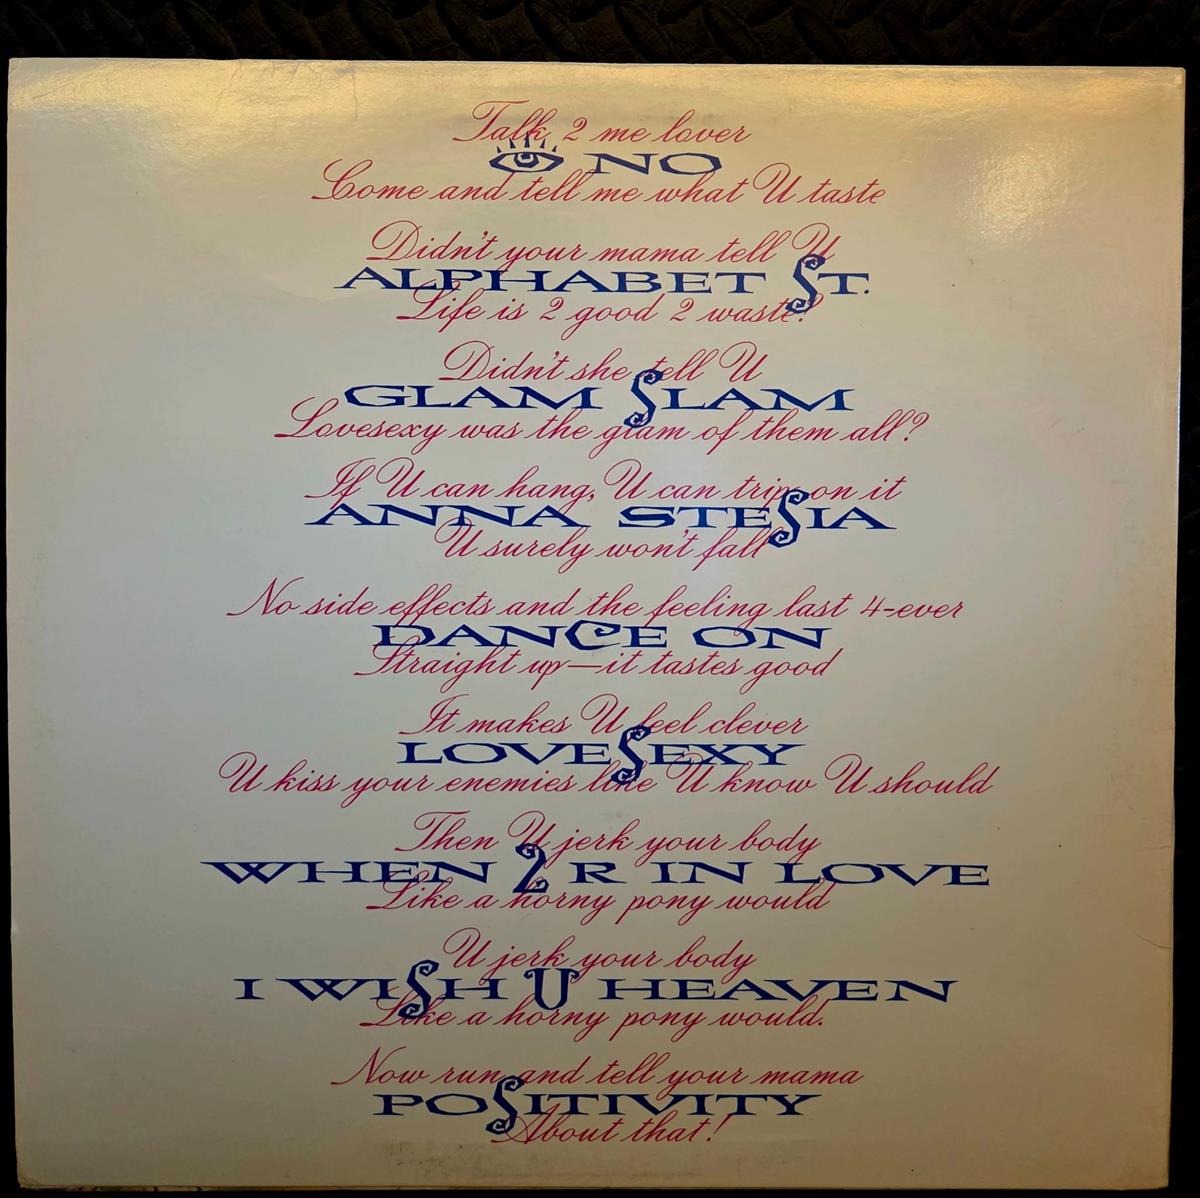 Talk 2 me lover
👁 NO
Come and tell me what U taste
Didn't your mama tell U
ALPHABET ST.
Life is 2 good 2 waste?
Didn't she tell U
GLAM SLAM
Lovesexy was the glam of them all?
If U can hang, U can trip on it
ANNA STESIA
U surely won't fall
No side effects and the feeling last 4-ever
DANCE ON
Straight up—it tastes good
It makes U feel clever
LOVESEXY
U kiss your enemies like U know U should
Then U jerk your body
WHEN 2 R IN LOVE
Like a horny pony would
U jerk your body
I WISH U HEAVEN
Like a horny pony would.
Now run and tell your mama
POSITIVITY
About that!